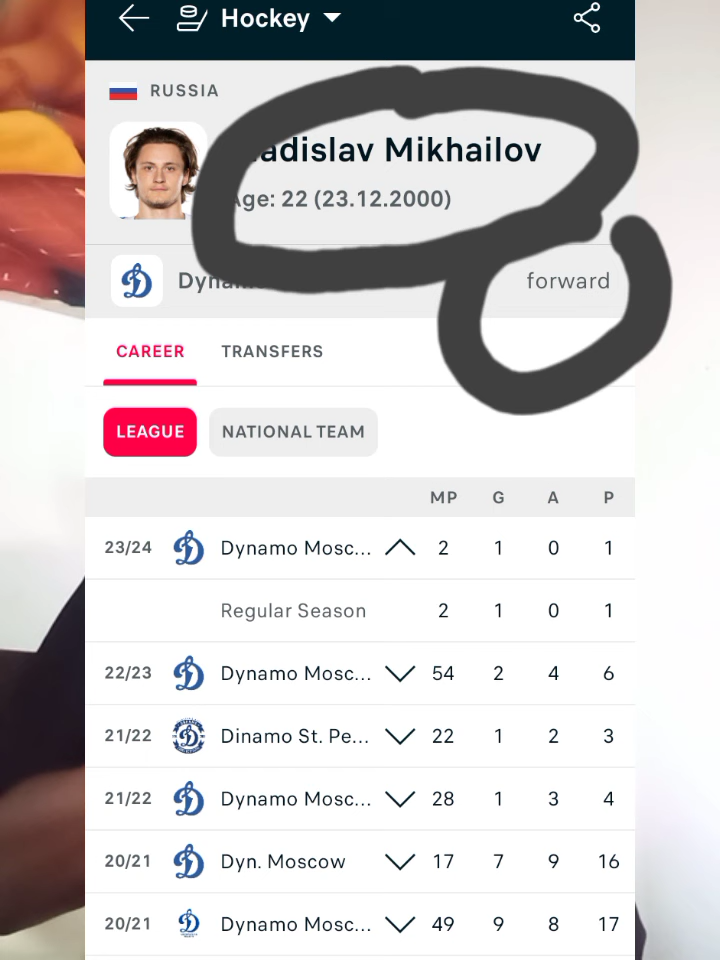 Hockey
RUSSIA
adislav Mikhailov
Age: 22 (23.12.2000)
forward
CAREER TRANSFERS
LEAGUE NATIONAL TEAM
MP G A P
23/24 Dynamo Mosc... 2 1 0 1
Regular Season 2 1 0 1
22/23 Dynamo Mosc... 54 2 4 6
21/22 Dinamo St. Pe... 22 1 2 3
21/22 Dynamo Mosc... 28 1 3 4
20/21 Dyn. Moscow 17 7 9 16
20/21 Dynamo Mosc... 49 9 8 17